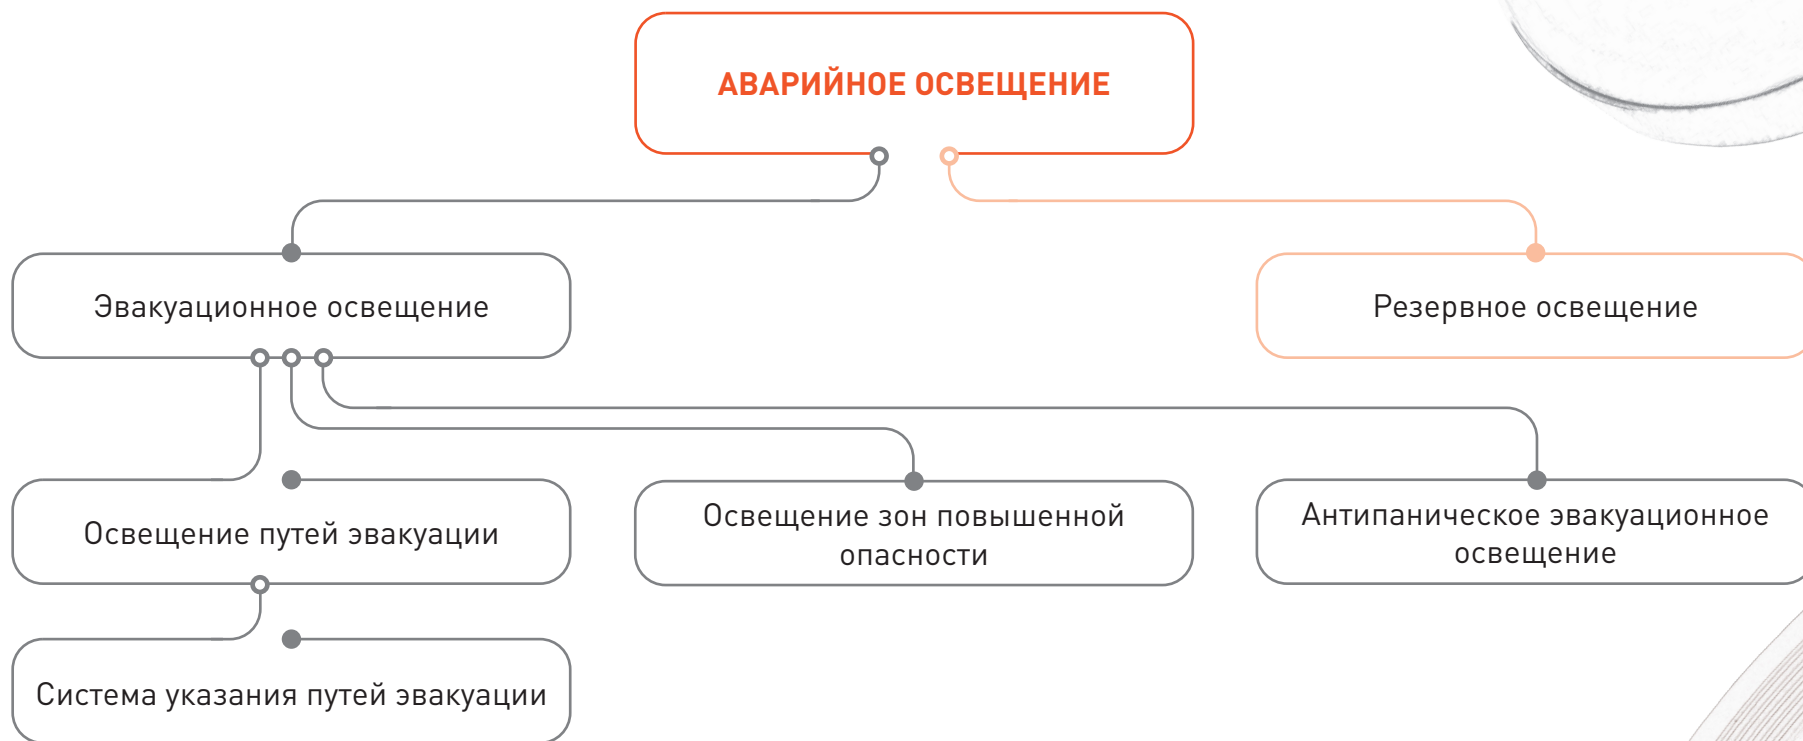 АВАРИЙНОЕ ОСВЕЩЕНИЕ
Эвакуационное освещение
Резервное освещение
Освещение путей эвакуации
Освещение зон повышенной
опасности
Антипаническое эвакуационное
освещение
Система указания путей эвакуации